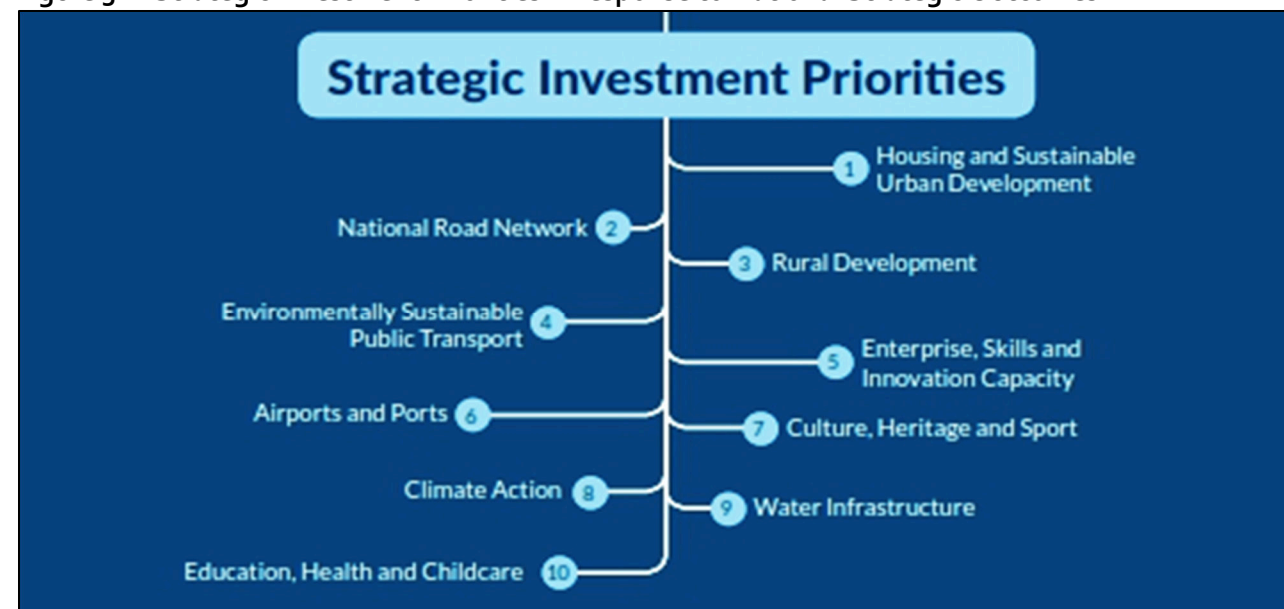 Strategic Investment Priorities
1 Housing and Sustainable
Urban Development
National Road Network 2
3 Rural Development
Environmentally Sustainable 4
Public Transport
5 Enterprise, Skills and
Innovation Capacity
Airports and Ports 6
7 Culture, Heritage and Sport
Climate Action 8
9 Water Infrastructure
Education, Health and Childcare 10